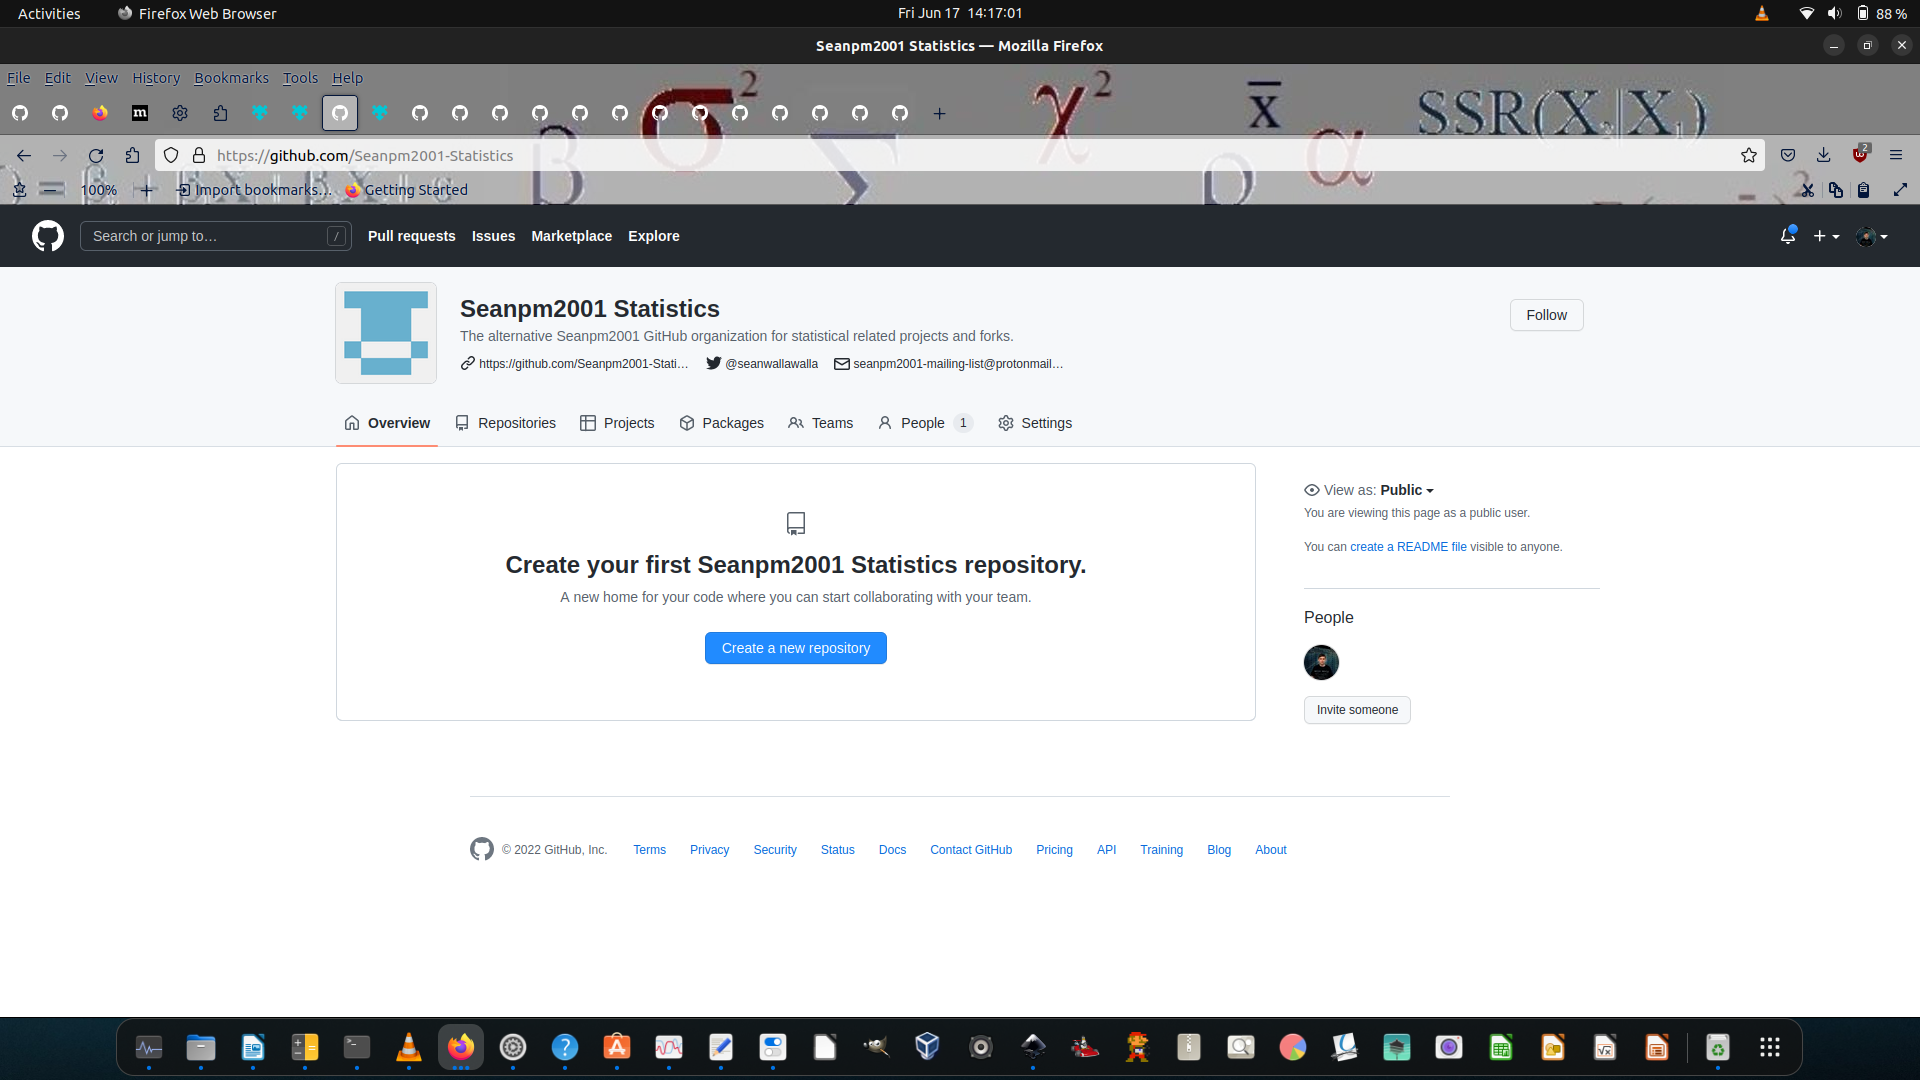 Activities Firefox Web Browser Fri Jun 17 14:17:01 88 %
Seanpm2001 Statistics — Mozilla Firefox
File Edit View History Bookmarks Tools Help
σ² χ² x SSR(X₂|X₁)
m
β Σ ρ α
https://github.com/Seanpm2001-Statistics 2
100% Import bookmarks... Getting Started
Search or jump to... / Pull requests Issues Marketplace Explore
Seanpm2001 Statistics
The alternative Seanpm2001 GitHub organization for statistical related projects and forks.
https://github.com/Seanpm2001-Stati... @seanwallawalla seanpm2001-mailing-list@protonmail...
Follow
Overview Repositories Projects Packages Teams People 1 Settings
Create your first Seanpm2001 Statistics repository.
A new home for your code where you can start collaborating with your team.
Create a new repository
View as: Public
You are viewing this page as a public user.
You can create a README file visible to anyone.
People
Invite someone
© 2022 GitHub, Inc. Terms Privacy Security Status Docs Contact GitHub Pricing API Training Blog About